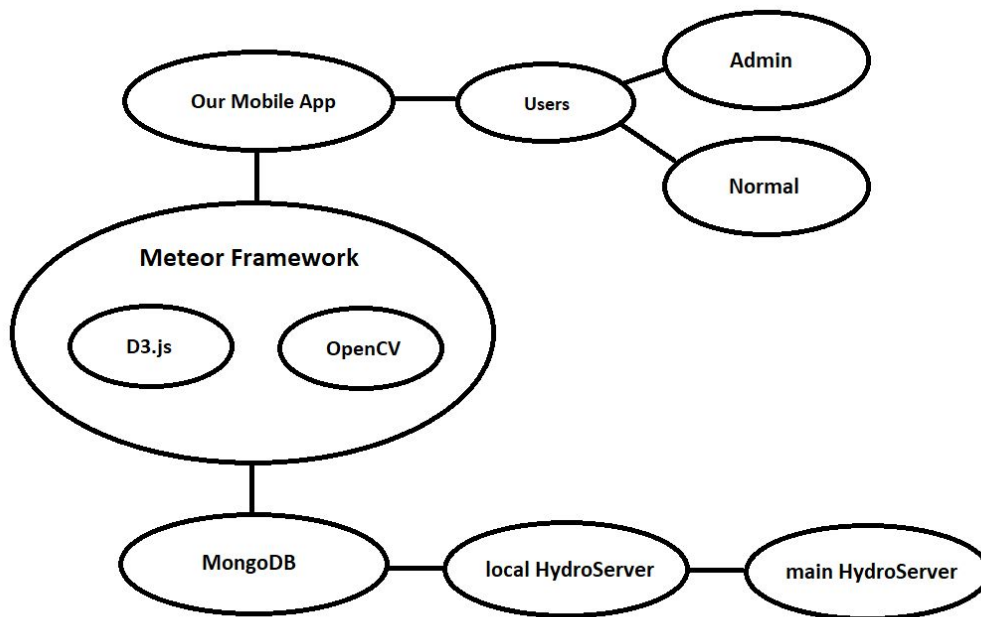 Our Mobile App
Users
Admin
Normal
Meteor Framework
D3.js
OpenCV
MongoDB
local HydroServer
main HydroServer